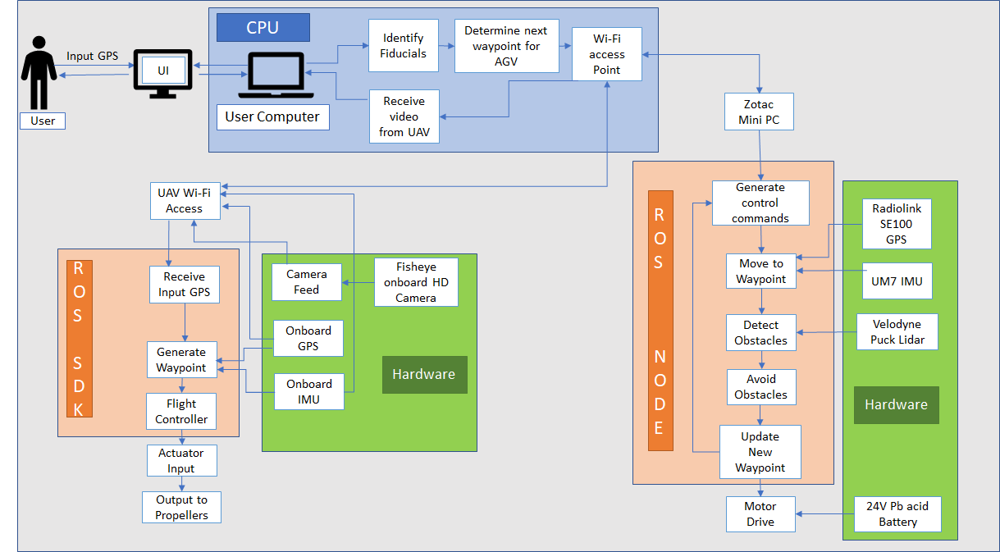 CPU
Input GPS
UI
User
User Computer
Identify
Fiducials
Determine next
waypoint for
AGV
Wi-Fi
access
Point
Receive
video
from UAV
Zotac
Mini PC
UAV Wi-Fi
Access
ROS SDK
Receive
Input GPS
Generate
Waypoint
Flight
Controller
Actuator
Input
Output to
Propellers
Camera
Feed
Fisheye
onboard HD
Camera
Onboard
GPS
Onboard
IMU
Hardware
ROS NODE
Generate
control
commands
Move to
Waypoint
Detect
Obstacles
Avoid
Obstacles
Update
New
Waypoint
Motor
Drive
Radiolink
SE100
GPS
UM7 IMU
Velodyne
Puck Lidar
Hardware
24V Pb acid
Battery